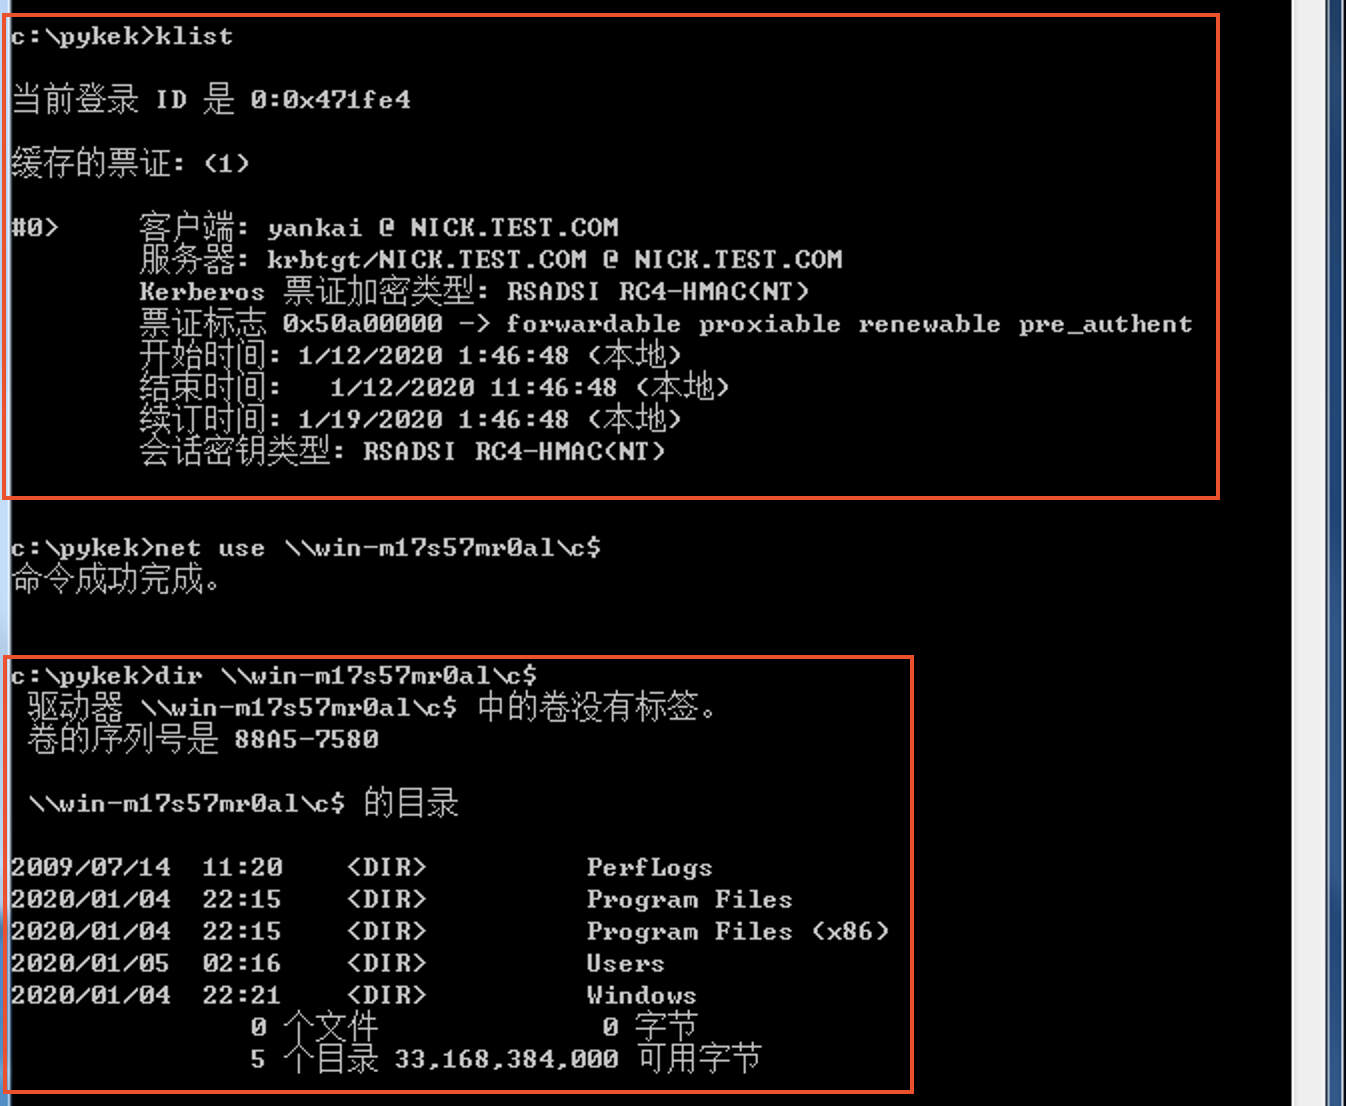 c:\pykek>klist
当前登录 ID 是 0:0x471fe4
缓存的票证: (1)
#0> 客户端: yankai @ NICK.TEST.COM
服务器: krbtgt/NICK.TEST.COM @ NICK.TEST.COM
Kerberos 票证加密类型: RSADSI RC4-HMAC(NT)
票证标志 0x50a00000 -> forwardable proxiable renewable pre_authent
开始时间: 1/12/2020 1:46:48 (本地)
结束时间: 1/12/2020 11:46:48 (本地)
续订时间: 1/19/2020 1:46:48 (本地)
会话密钥类型: RSADSI RC4-HMAC(NT)
c:\pykek>net use \\win-m17s57mr0al\c$
命令成功完成。
c:\pykek>dir \\win-m17s57mr0al\c$
驱动器 \\win-m17s57mr0al\c$ 中的卷没有标签。
卷的序列号是 88A5-7580
\\win-m17s57mr0al\c$ 的目录
2009/07/14 11:20 <DIR> PerfLogs
2020/01/04 22:15 <DIR> Program Files
2020/01/04 22:15 <DIR> Program Files (x86)
2020/01/05 02:16 <DIR> Users
2020/01/04 22:21 <DIR> Windows
0 个文件 0 字节
5 个目录 33,168,384,000 可用字节